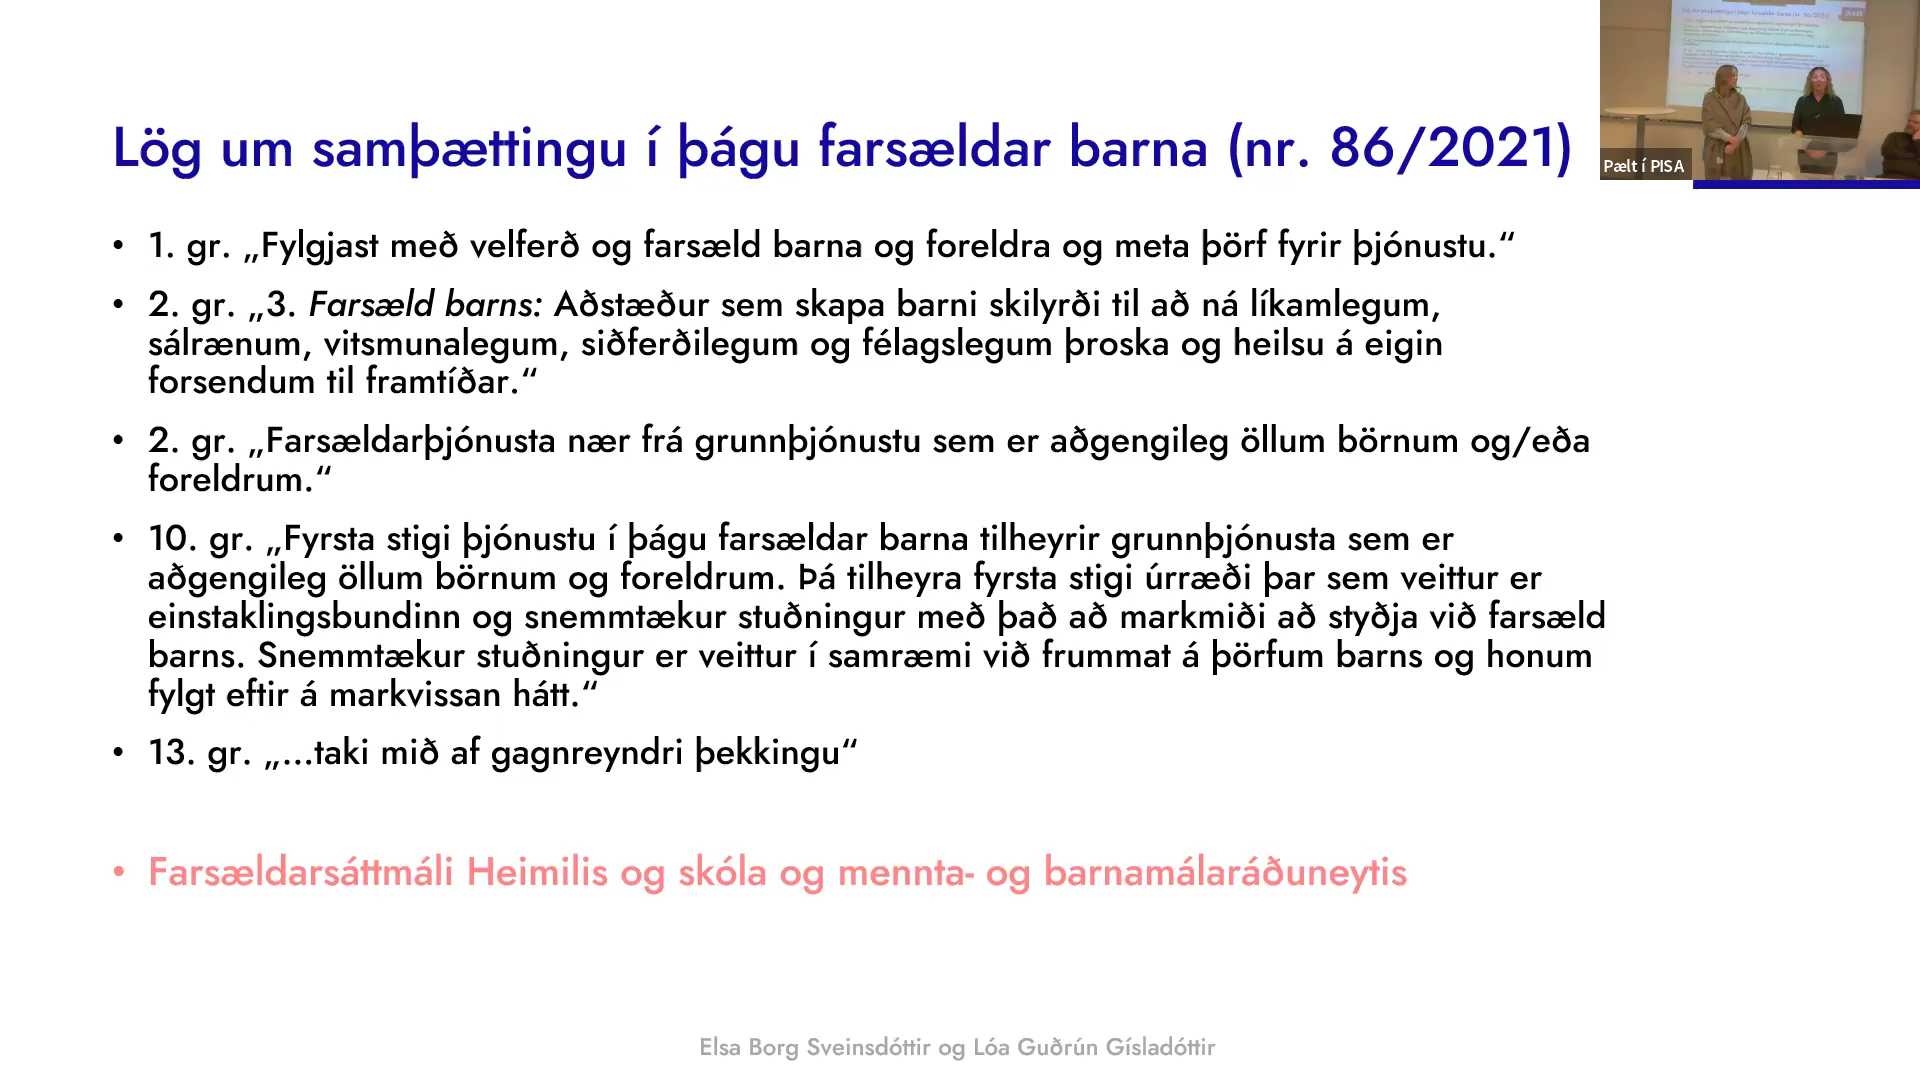 Lög um samþættingu í þágu farsældar barna (nr. 86/2021)
Pælt í PISA
• 1. gr. „Fylgjast með velferð og farsæld barna og foreldra og meta þörf fyrir þjónustu.“
• 2. gr. „3. Farsæld barns: Aðstæður sem skapa barni skilyrði til að ná líkamlegum,
sálrænum, vitsmunalegum, siðferðilegum og félagslegum þroska og heilsu á eigin
forsendum til framtíðar.“
• 2. gr. „Farsældarþjónusta nær frá grunnþjónustu sem er aðgengileg öllum börnum og/eða
foreldrum.“
• 10. gr. „Fyrsta stigi þjónustu í þágu farsældar barna tilheyrir grunnþjónusta sem er
aðgengileg öllum börnum og foreldrum. Þá tilheyra fyrsta stigi úrræði þar sem veittur er
einstaklingsbundinn og snemmtækur stuðningur með það að markmiði að styðja við farsæld
barns. Snemmtækur stuðningur er veittur í samræmi við frummat á þörfum barns og honum
fylgt eftir á markvissan hátt.“
• 13. gr. „...taki mið af gagnreyndri þekkingu“
• Farsældarsáttmáli Heimilis og skóla og mennta- og barnamálaráðuneytis
Elsa Borg Sveinsdóttir og Lóa Guðrún Gísladóttir